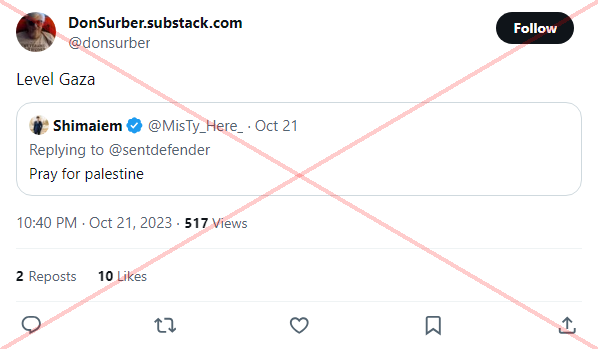 DonSurber.substack.com
@donsurber
Follow
Level Gaza
Shimaiem @MisTy_Here_ · Oct 21
Replying to @sentdefender
Pray for palestine
10:40 PM · Oct 21, 2023 · 517 Views
2 Reposts 10 Likes